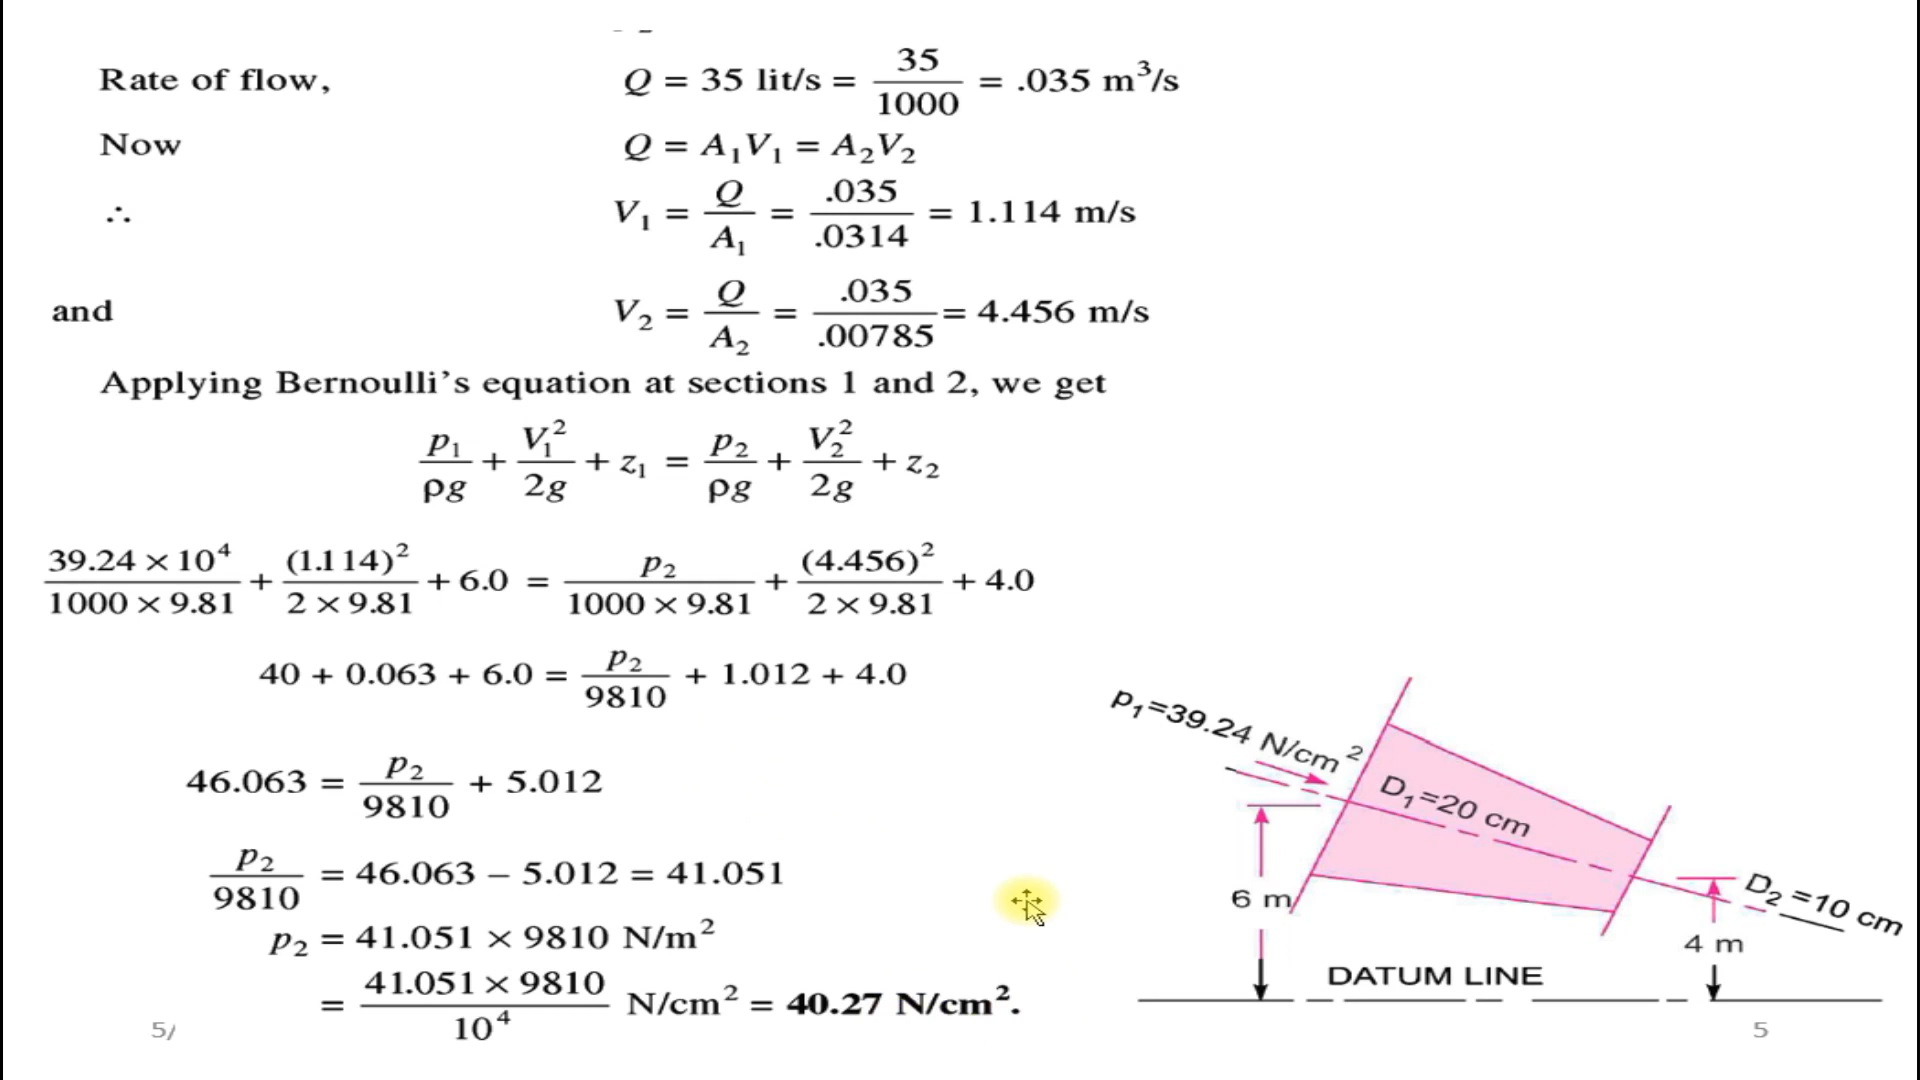 Rate of flow, Q = 35 lit/s = 35/1000 = .035 m³/s
Now Q = A₁V₁ = A₂V₂
∴ V₁ = Q/A₁ = .035/.0314 = 1.114 m/s
and V₂ = Q/A₂ = .035/.00785 = 4.456 m/s
Applying Bernoulli's equation at sections 1 and 2, we get
p₁/ρg + V₁²/2g + z₁ = p₂/ρg + V₂²/2g + z₂
39.24 × 10⁴/1000 × 9.81 + (1.114)²/2 × 9.81 + 6.0 = p₂/1000 × 9.81 + (4.456)²/2 × 9.81 + 4.0
40 + 0.063 + 6.0 = p₂/9810 + 1.012 + 4.0
46.063 = p₂/9810 + 5.012
p₂/9810 = 46.063 – 5.012 = 41.051
p₂ = 41.051 × 9810 N/m²
= 41.051 × 9810/10⁴ N/cm² = 40.27 N/cm².
p₁=39.24 N/cm²
D₁=20 cm
6 m
D₂=10 cm
4 m
DATUM LINE
5/
5